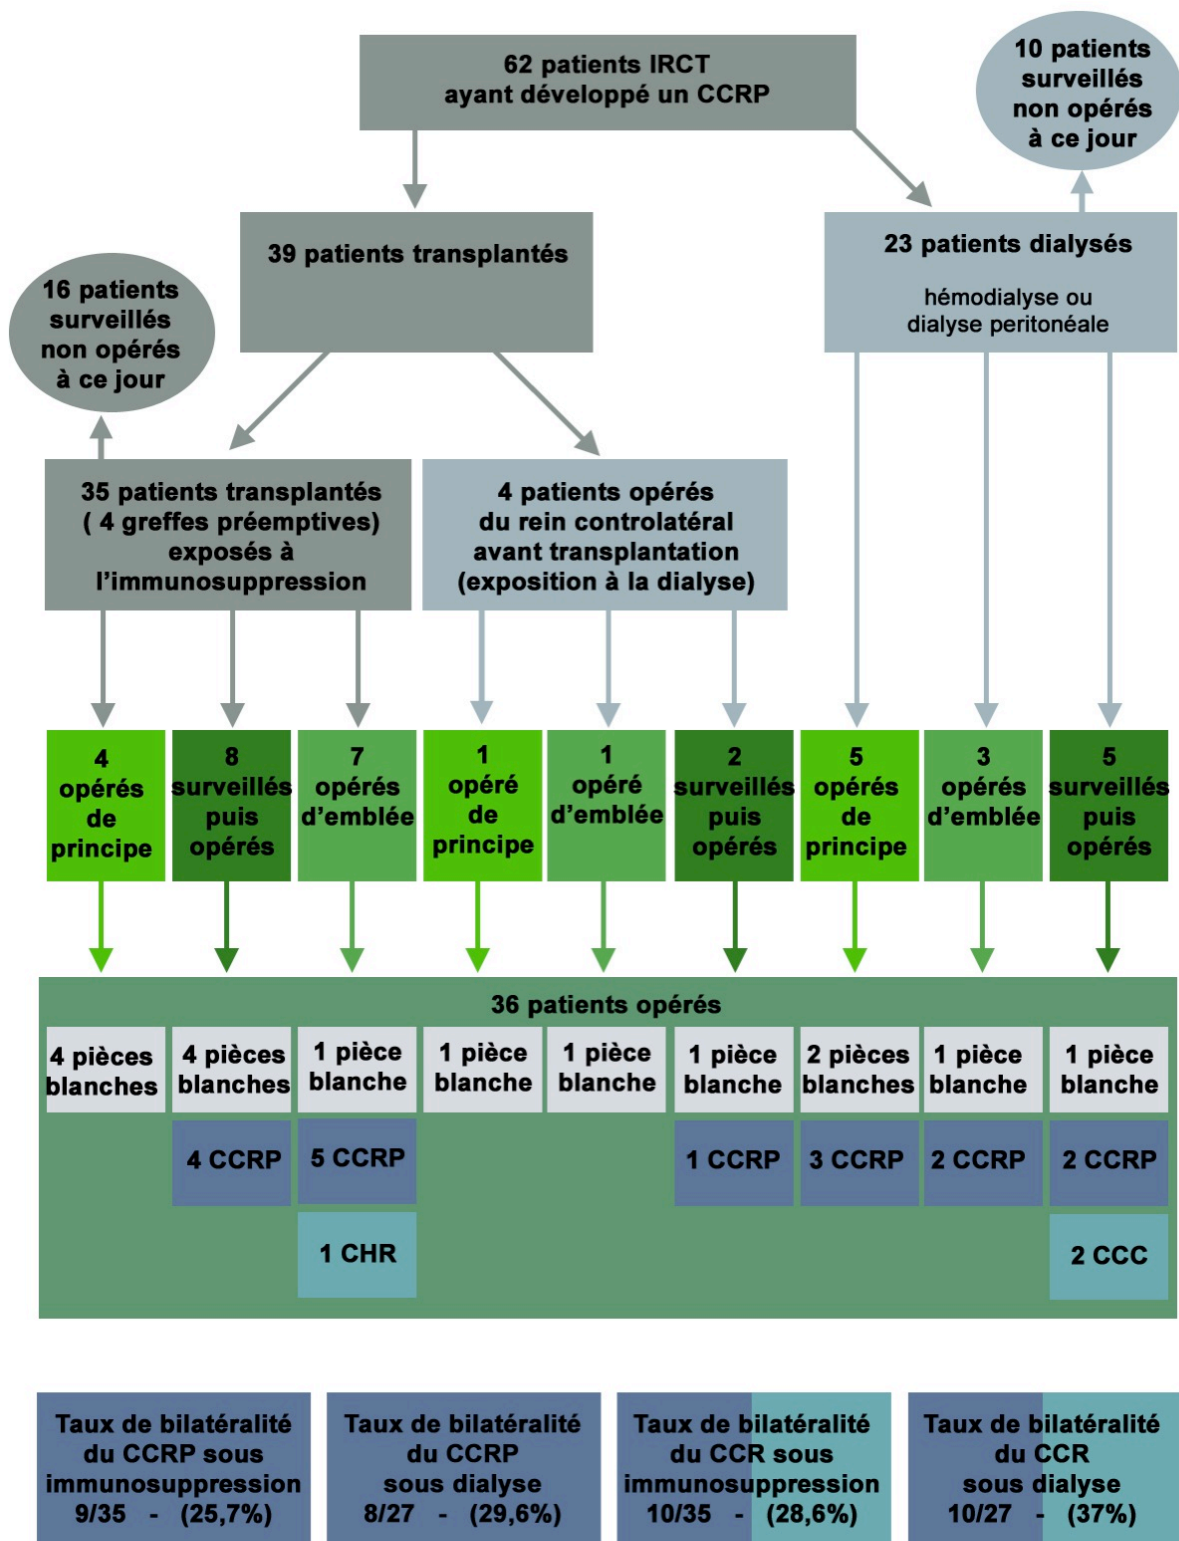 62 patients IRCT
ayant développé un CCRP
10 patients
surveillés
non opérés
à ce jour
39 patients transplantés
23 patients dialysés
hémodialyse ou
dialyse peritonéale
16 patients
surveillés
non opérés
à ce jour
35 patients transplantés
( 4 greffes préemptives)
exposés à
l'immunosuppression
4 patients opérés
du rein controlatéral
avant transplantation
(exposition à la dialyse)
4
opérés
de
principe
8
surveillés
puis
opérés
7
opérés
d'emblée
1
opéré
de
principe
1
opéré
d'emblée
2
surveillés
puis
opérés
5
opérés
de
principe
3
opérés
d'emblée
5
surveillés
puis
opérés
36 patients opérés
4 pièces
blanches
4 pièces
blanches
1 pièce
blanche
1 pièce
blanche
1 pièce
blanche
1 pièce
blanche
2 pièces
blanches
1 pièce
blanche
1 pièce
blanche
4 CCRP
5 CCRP
1 CCRP
3 CCRP
2 CCRP
2 CCRP
1 CHR
2 CCC
Taux de bilatéralité
du CCRP sous
immunosuppression
9/35 - (25,7%)
Taux de bilatéralité
du CCRP
sous dialyse
8/27 - (29,6%)
Taux de bilatéralité
du CCR sous
immunosuppression
10/35 - (28,6%)
Taux de bilatéralité
du CCR
sous dialyse
10/27 - (37%)